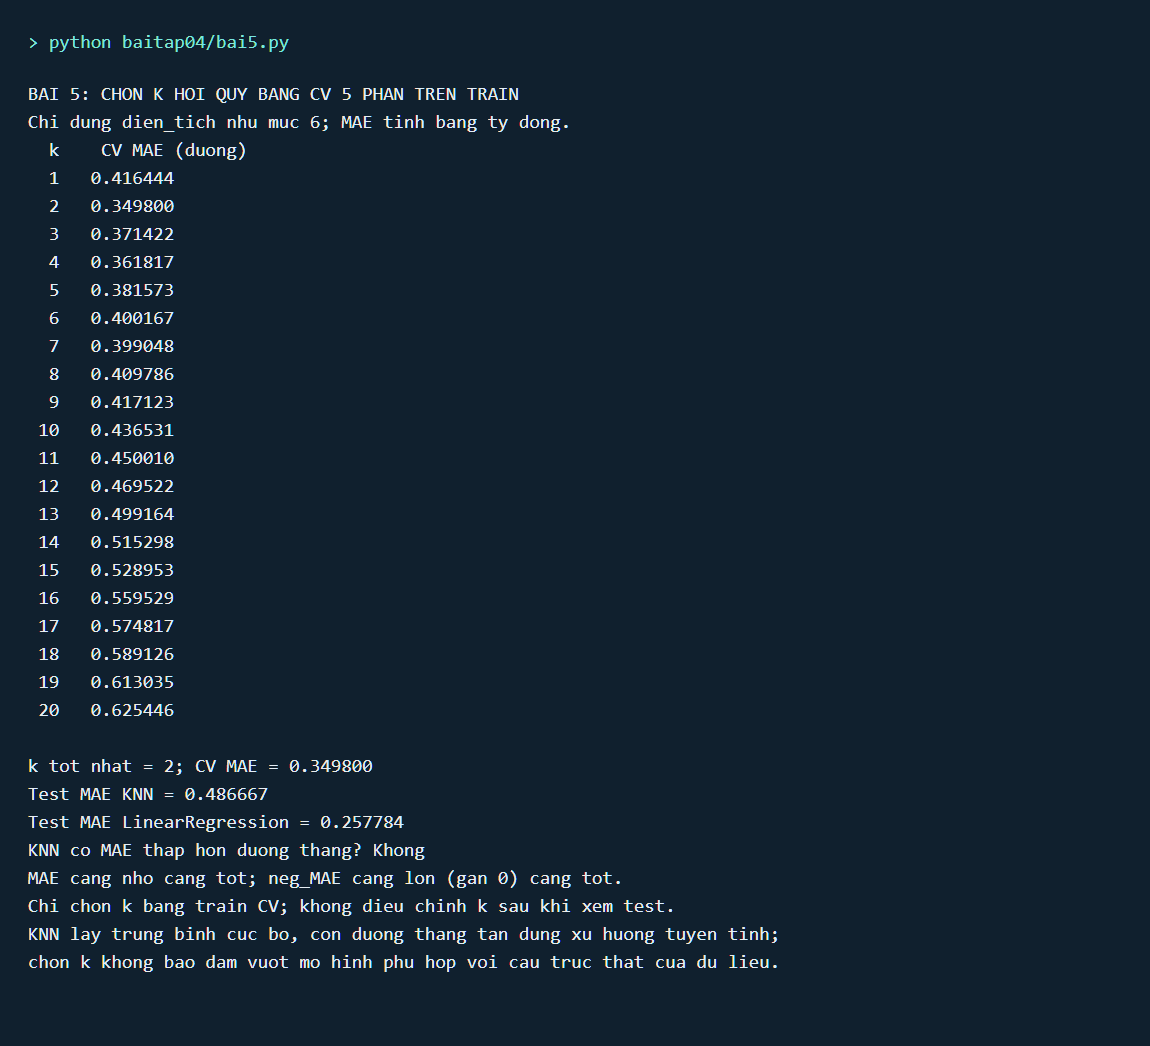 > python baitap04/bai5.py
BAI 5: CHON K HOI QUY BANG CV 5 PHAN TREN TRAIN
Chi dung dien_tich nhu muc 6; MAE tinh bang ty dong.
k    CV MAE (duong)
1   0.416444
2   0.349800
3   0.371422
4   0.361817
5   0.381573
6   0.400167
7   0.399048
8   0.409786
9   0.417123
10   0.436531
11   0.450010
12   0.469522
13   0.499164
14   0.515298
15   0.528953
16   0.559529
17   0.574817
18   0.589126
19   0.613035
20   0.625446
k tot nhat = 2; CV MAE = 0.349800
Test MAE KNN = 0.486667
Test MAE LinearRegression = 0.257784
KNN co MAE thap hon duong thang? Khong
MAE cang nho cang tot; neg_MAE cang lon (gan 0) cang tot.
Chi chon k bang train CV; khong dieu chinh k sau khi xem test.
KNN lay trung binh cuc bo, con duong thang tan dung xu huong tuyen tinh;
chon k khong bao dam vuot mo hinh phu hop voi cau truc that cua du lieu.